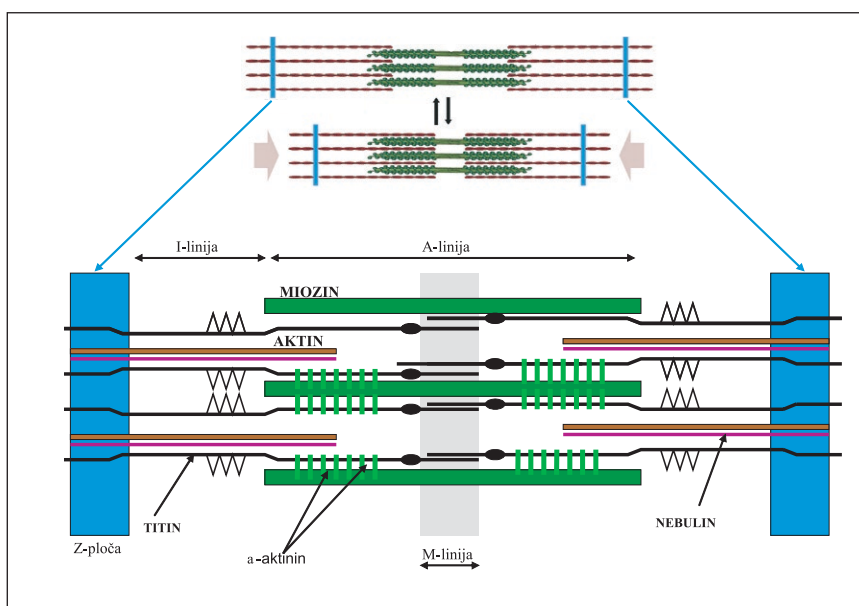 I-linija
A-linija
MIOZIN
AKTIN
TITIN
NEBULIN
Z-ploča
a-aktinin
M-linija